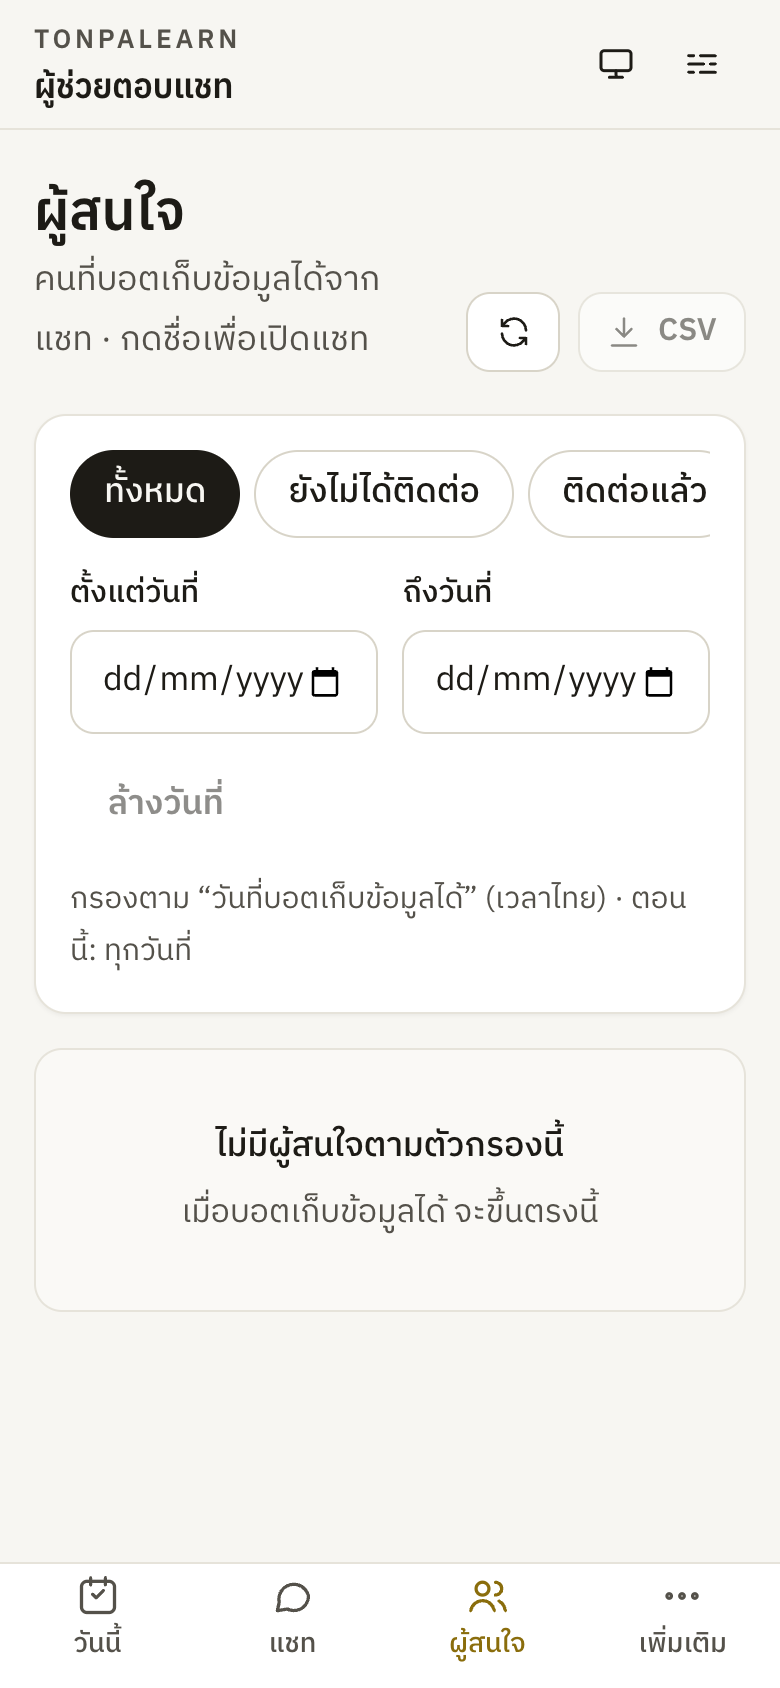 TONPALEARN
ผู้ช่วยตอบแชท
ผู้สนใจ
คนที่บอตเก็บข้อมูลได้จาก
แชท · กดชื่อเพื่อเปิดแชท
CSV
ทั้งหมด
ยังไม่ได้ติดต่อ
ติดต่อแล้ว
ตั้งแต่วันที่
ถึงวันที่
dd/mm/yyyy
dd/mm/yyyy
ล้างวันที่
กรองตาม “วันที่บอตเก็บข้อมูลได้” (เวลาไทย) · ตอน
นี้: ทุกวันที่
ไม่มีผู้สนใจตามตัวกรองนี้
เมื่อบอตเก็บข้อมูลได้ จะขึ้นตรงนี้
วันนี้
แชท
ผู้สนใจ
เพิ่มเติม